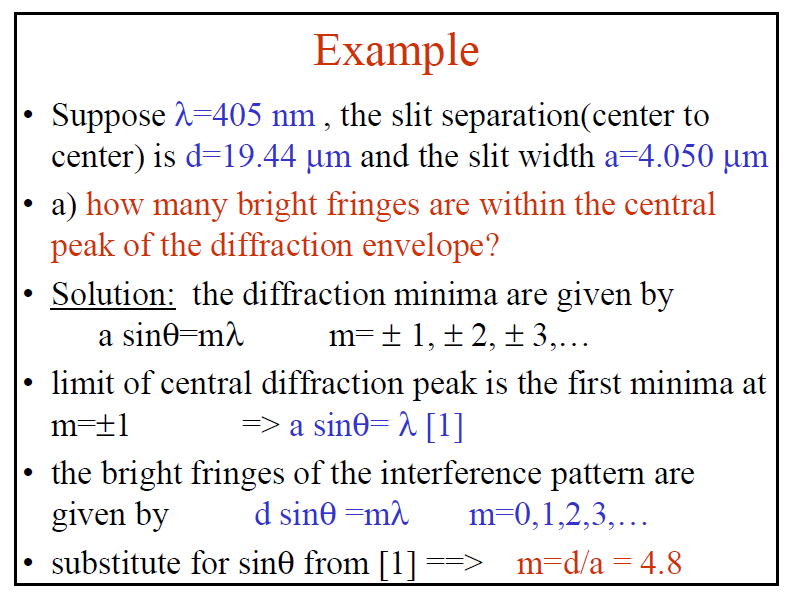 Example
• Suppose λ=405 nm , the slit separation(center to
center) is d=19.44 μm and the slit width a=4.050 μm
• a) how many bright fringes are within the central
peak of the diffraction envelope?
• Solution: the diffraction minima are given by
a sinθ=mλ m= ± 1, ± 2, ± 3,…
• limit of central diffraction peak is the first minima at
m=±1 => a sinθ= λ [1]
• the bright fringes of the interference pattern are
given by d sinθ =mλ m=0,1,2,3,…
• substitute for sinθ from [1] ==> m=d/a = 4.8